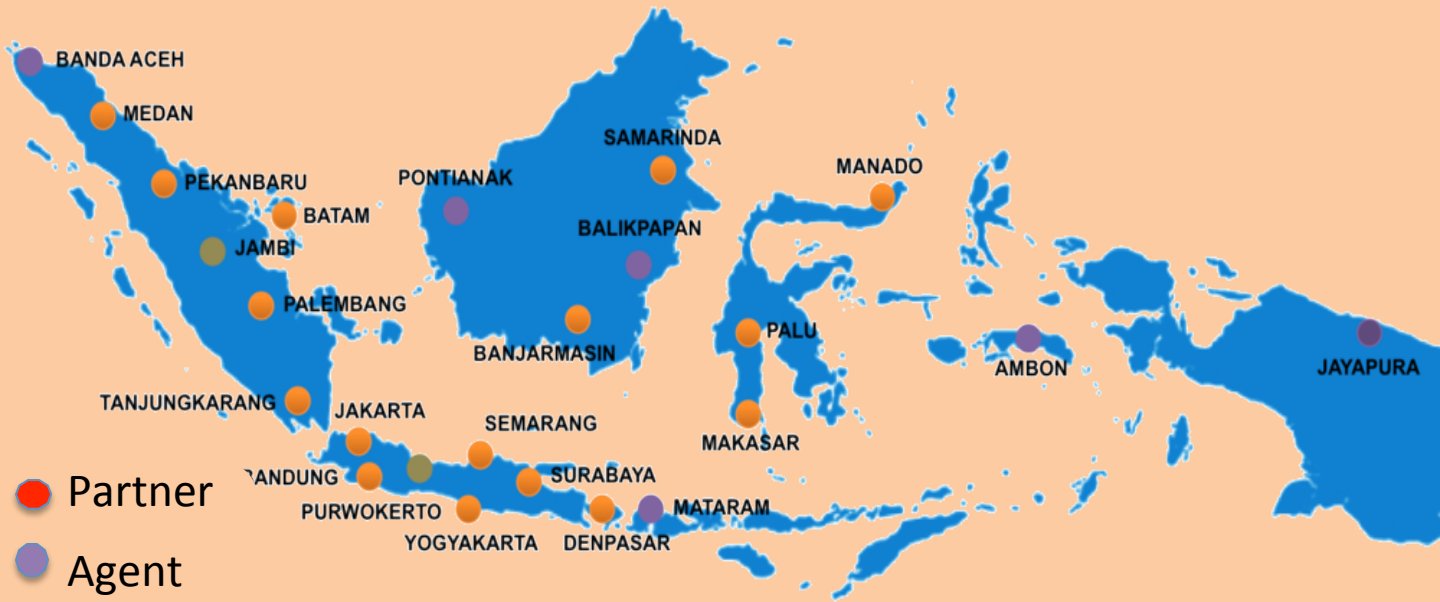 BANDA ACEH
MEDAN
SAMARINDA
MANADO
PONTIANAK
PEKANBARU
BATAM
BALIKPAPAN
JAMBI
PALEMBANG
PALU
BANJARMASIN
AMBON
JAYAPURA
TANJUNGKARANG
JAKARTA
SEMARANG
MAKASAR
ANDUNG
SURABAYA
Partner
PURWOKERTO
MATARAM
YOGYAKARTA
DENPASAR
Agent